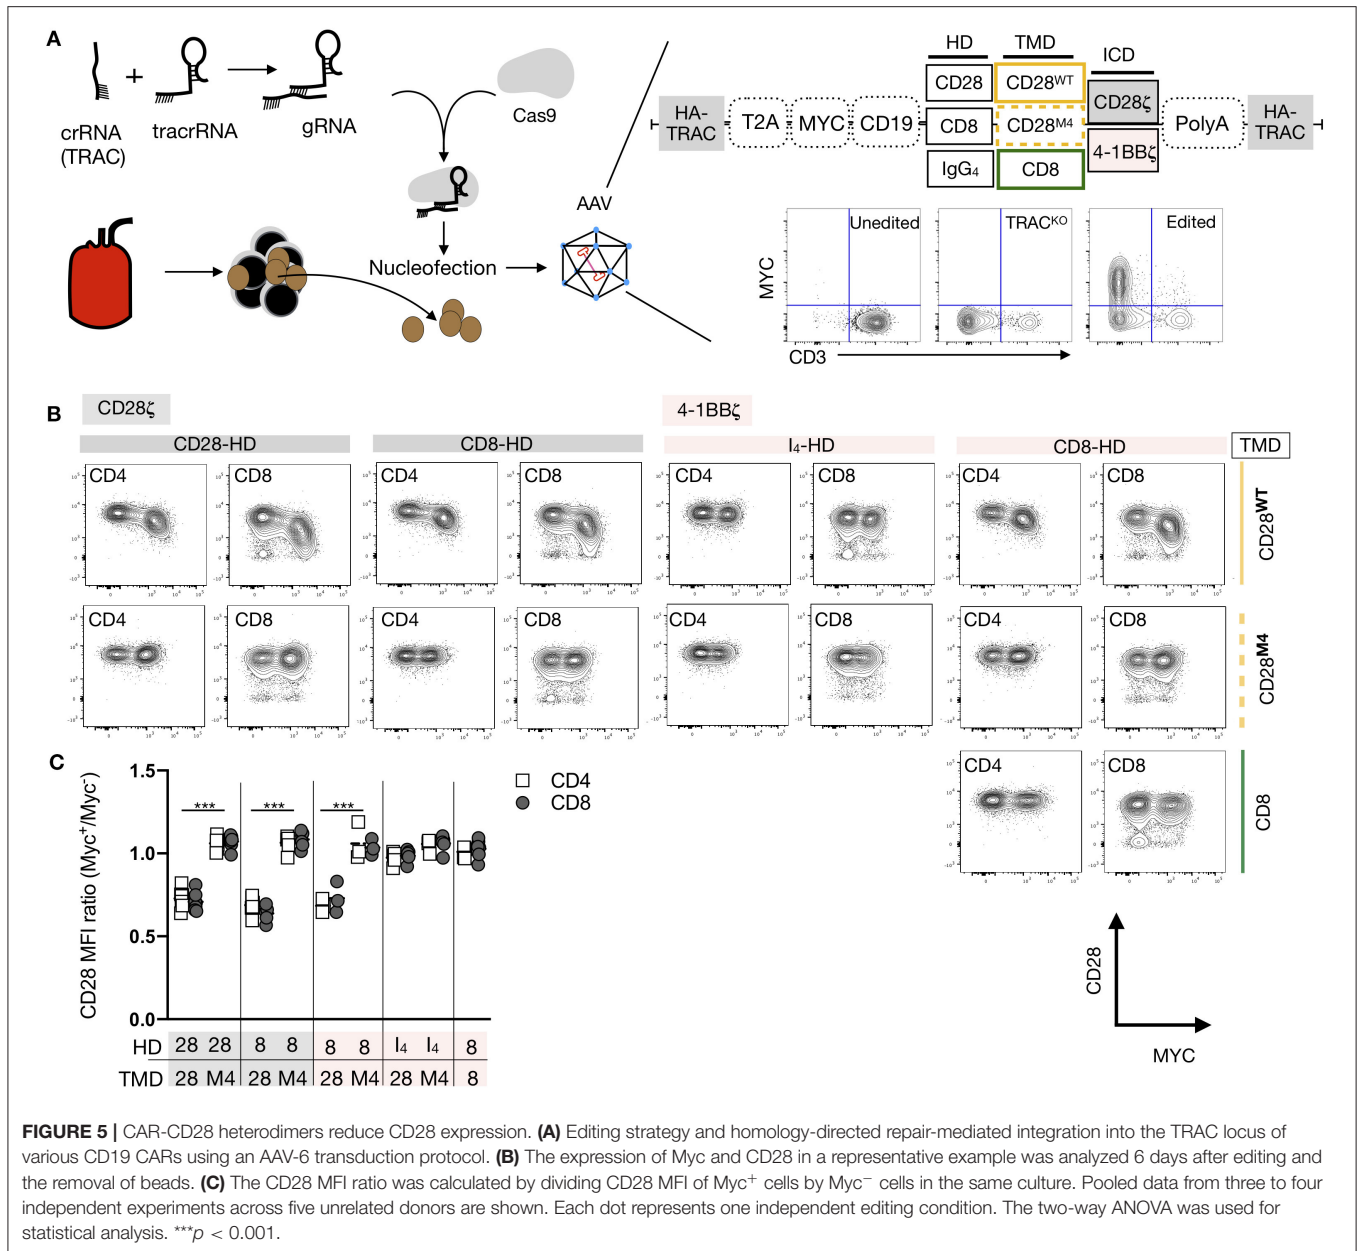 A
crRNA
(TRAC)
+
tracrRNA
gRNA
Cas9
Nucleofection
AAV
HD
TMD
ICD
HA-
TRAC
T2A
MYC
CD19
CD28
CD8
IgG4
CD28WT
CD28M4
CD8
CD28ζ
4-1BBζ
PolyA
HA-
TRAC
Unedited
TRACKO
Edited
MYC
CD3
B
CD28ζ
4-1BBζ
CD28-HD
CD8-HD
I4-HD
CD8-HD
TMD
CD4
CD8
CD4
CD8
CD4
CD8
CD4
CD8
CD28WT
CD4
CD8
CD4
CD8
CD4
CD8
CD4
CD8
CD28M4
CD4
CD8
CD8
CD28
MYC
C
CD28 MFI ratio (Myc+/Myc-)
1.5
1.0
0.5
0.0
*** *** ***
CD4
CD8
HD 28 28 8 8 8 8 I4 I4 8
TMD 28 M4 28 M4 28 M4 28 M4 8
FIGURE 5 | CAR-CD28 heterodimers reduce CD28 expression. (A) Editing strategy and homology-directed repair-mediated integration into the TRAC locus of
various CD19 CARs using an AAV-6 transduction protocol. (B) The expression of Myc and CD28 in a representative example was analyzed 6 days after editing and
the removal of beads. (C) The CD28 MFI ratio was calculated by dividing CD28 MFI of Myc+ cells by Myc− cells in the same culture. Pooled data from three to four
independent experiments across five unrelated donors are shown. Each dot represents one independent editing condition. The two-way ANOVA was used for
statistical analysis. ***p < 0.001.